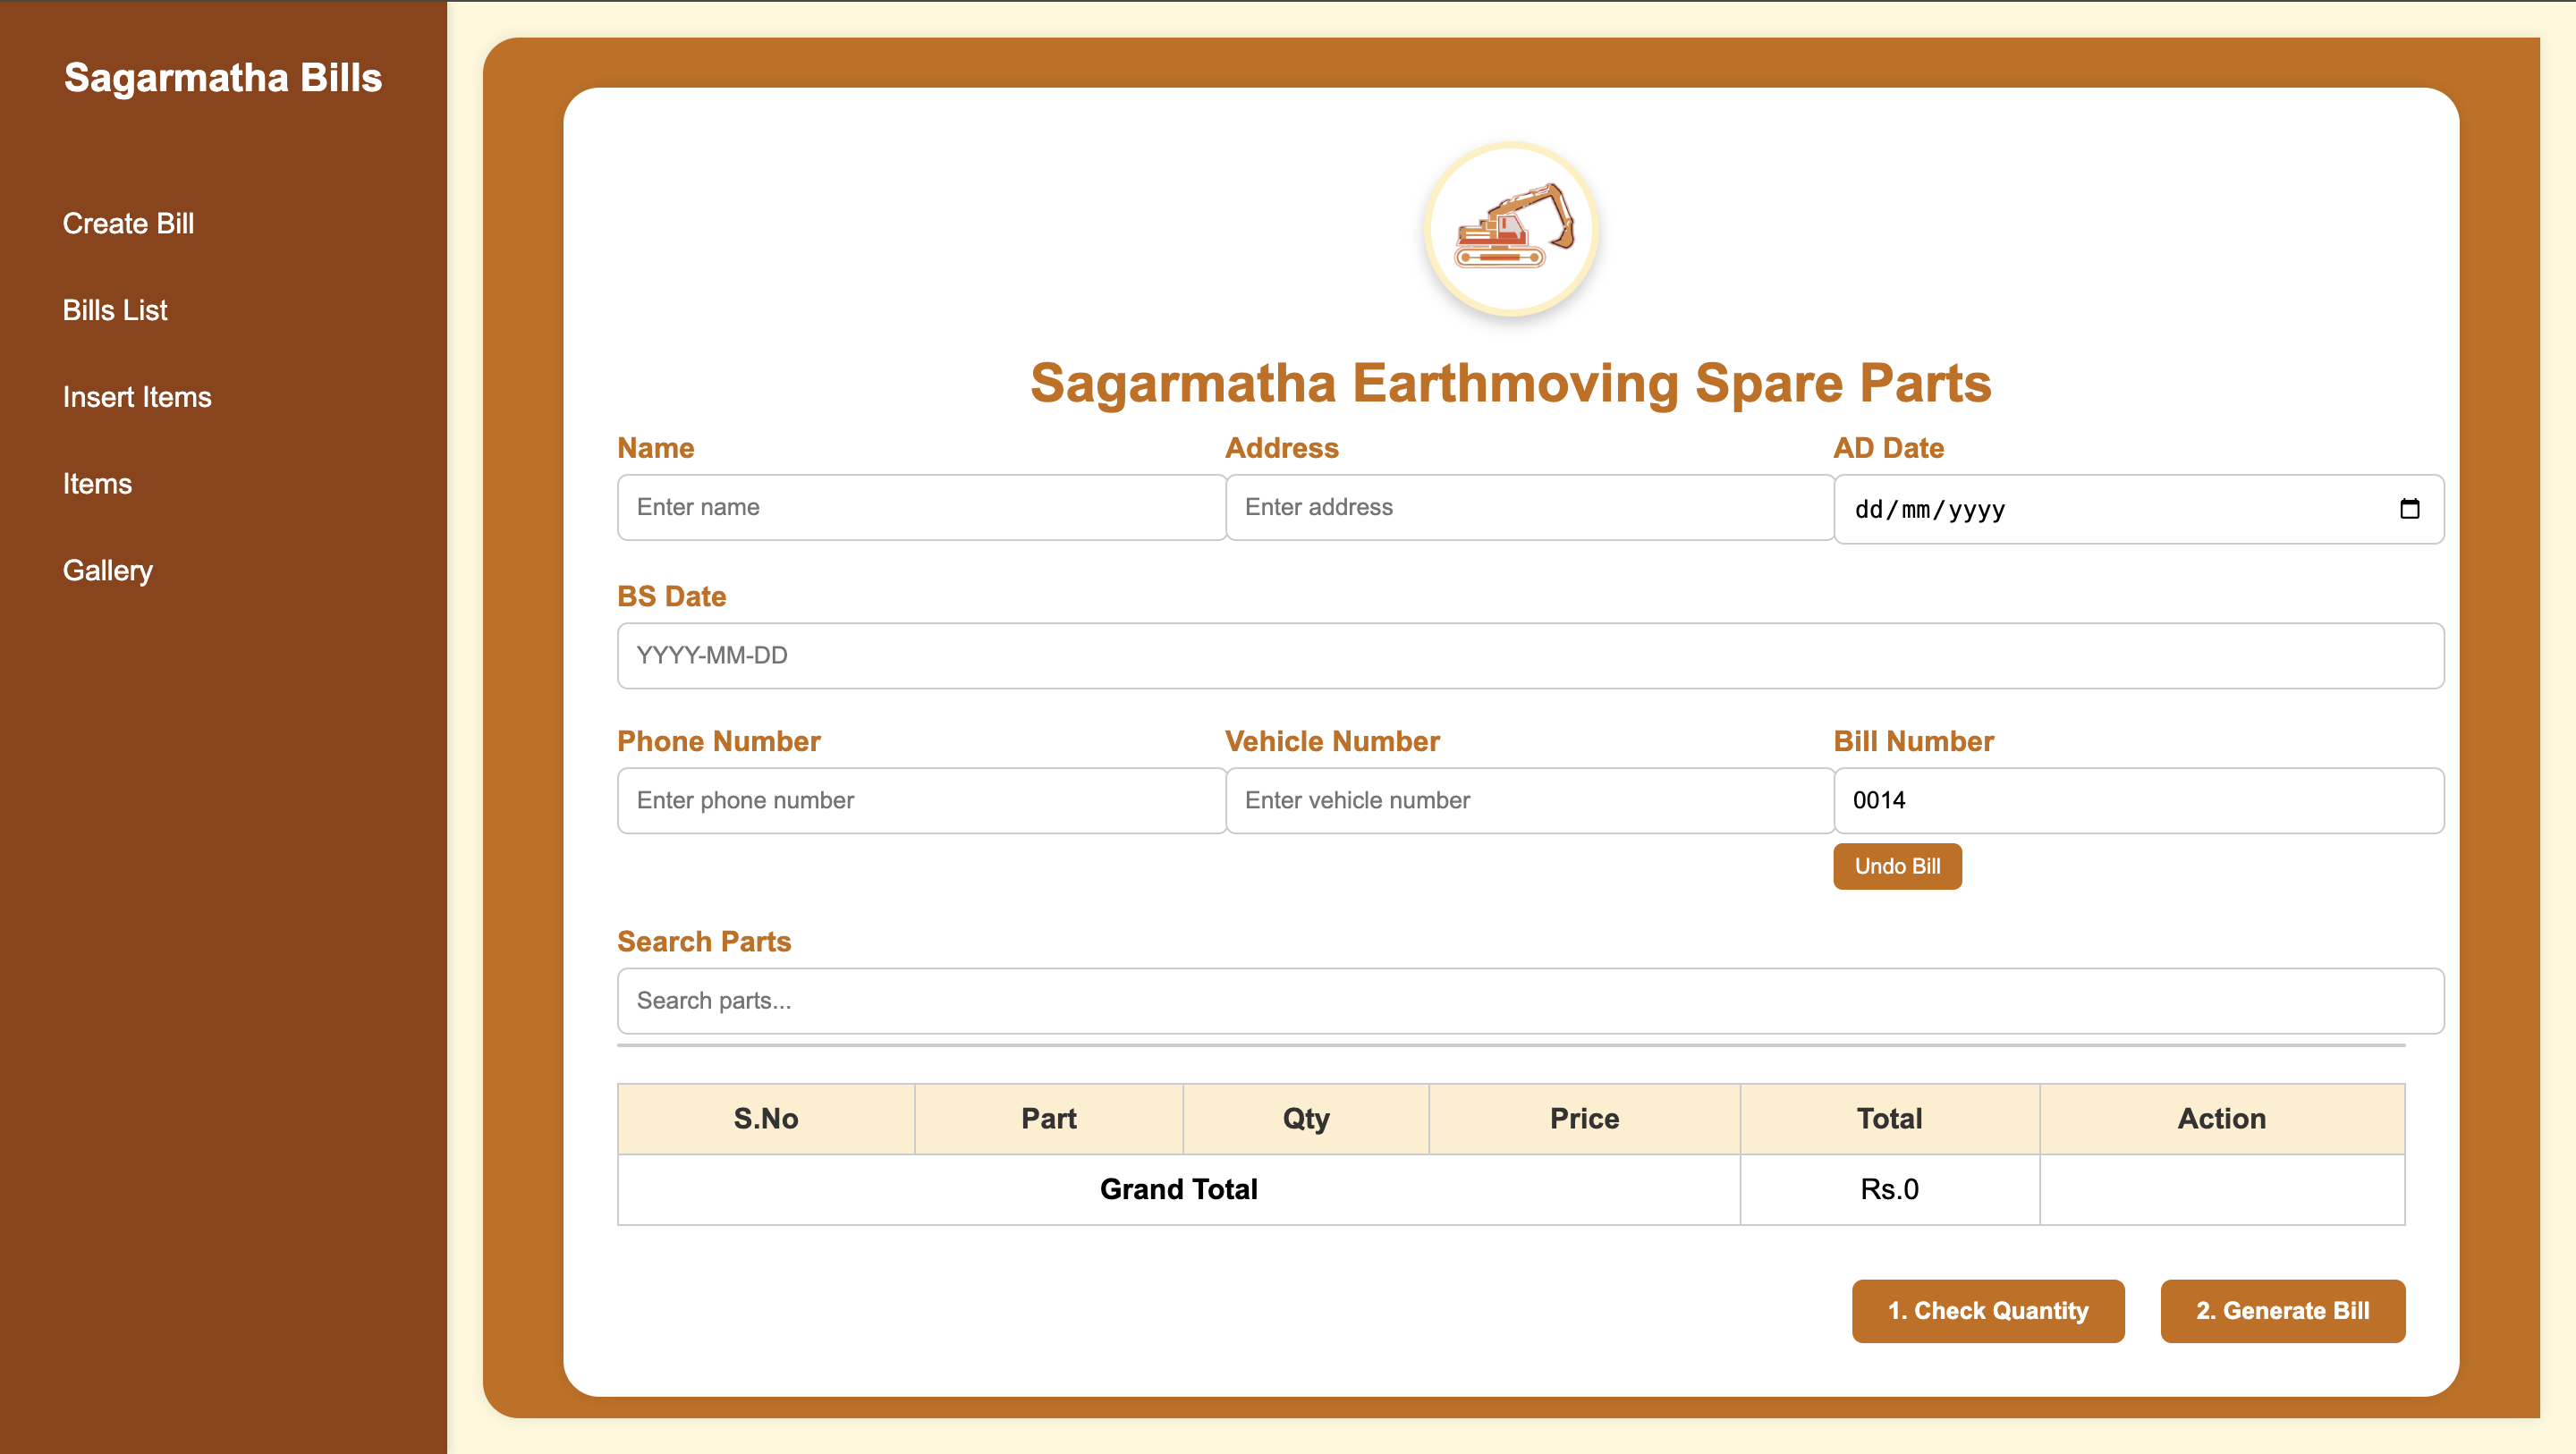 Sagarmatha Bills
Create Bill
Bills List
Insert Items
Items
Gallery
Sagarmatha Earthmoving Spare Parts
Name Address AD Date
Enter name Enter address dd/mm/yyyy
BS Date
YYYY-MM-DD
Phone Number Vehicle Number Bill Number
Enter phone number Enter vehicle number 0014
Undo Bill
Search Parts
Search parts...
S.No Part Qty Price Total Action
Grand Total Rs.0
1. Check Quantity 2. Generate Bill